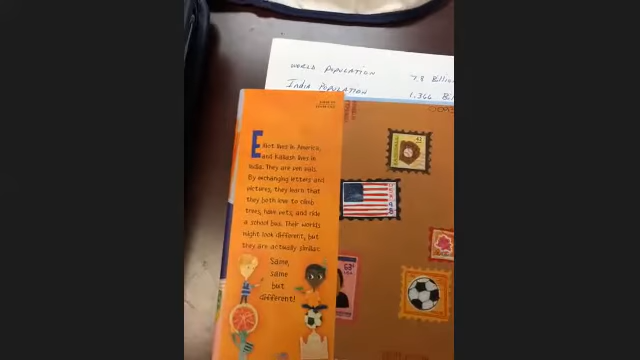 WORLD POPULATION 7.8 Billi
India POPULATION 1.366 Bi
Elliot lives in America,
and Kailash lives in
India. They are pen pals.
By exchanging letters and
pictures, they learn that
they both love to climb
trees, have pets, and ride
a school bus. Their worlds
might look different, but
they are actually similar.
Same,
same
but
different!